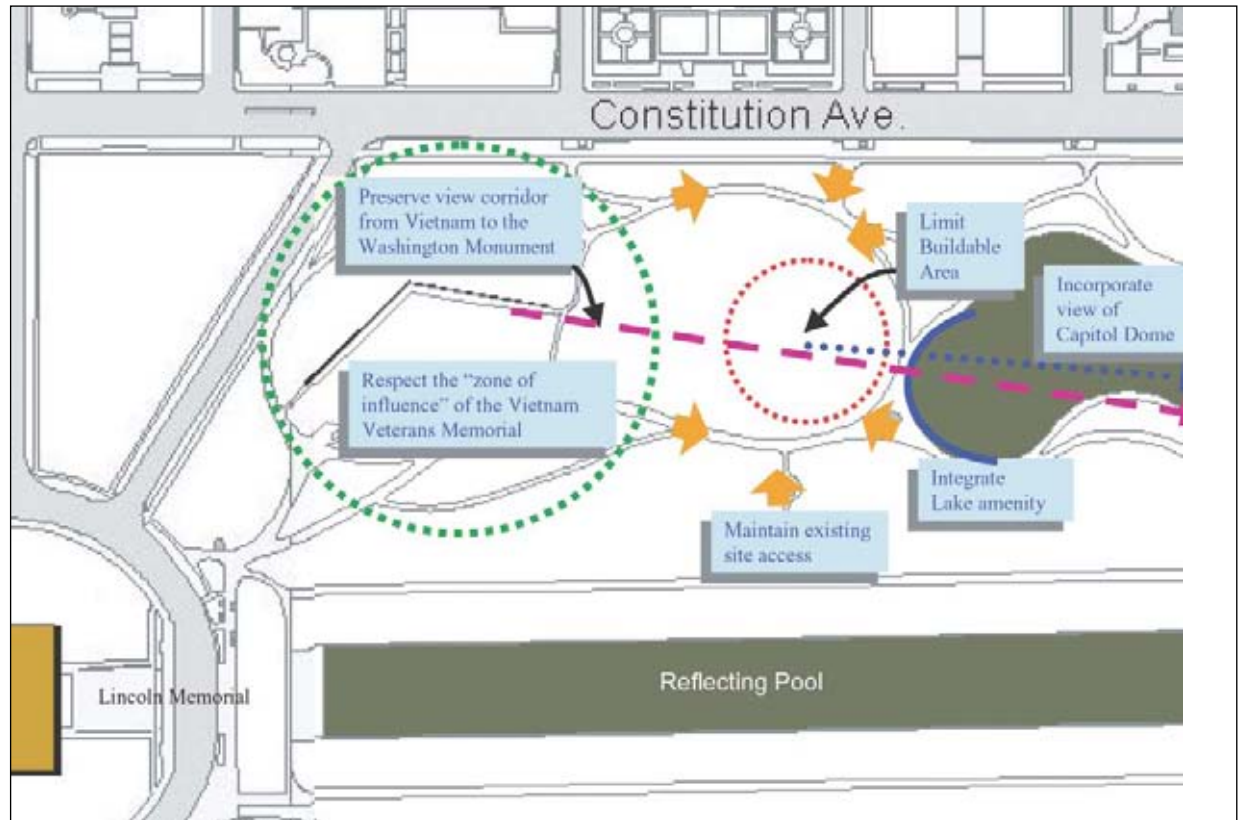 Constitution Ave.
Preserve view corridor
from Vietnam to the
Washington Monument
Limit
Buildable
Area
Incorporate
view of
Capitol Dome
Respect the “zone of
influence” of the Vietnam
Veterans Memorial
Integrate
Lake amenity
Maintain existing
site access
Lincoln Memorial
Reflecting Pool